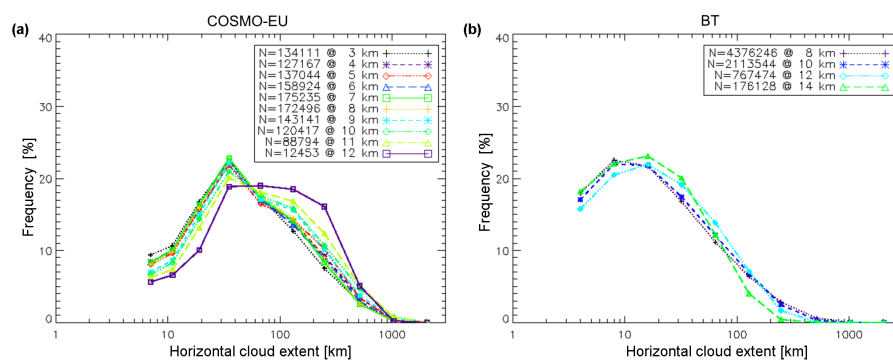 COSMO-EU
BT
(a)
N=134111 @ 3 km
N=127167 @ 4 km
N=137044 @ 5 km
N=158924 @ 6 km
N=175235 @ 7 km
N=172496 @ 8 km
N=143141 @ 9 km
N=120417 @ 10 km
N=88794 @ 11 km
N=12453 @ 12 km
40
30
20
10
0
Frequency [%]
1
10
100
1000
Horizontal cloud extent [km]
(b)
N=4376246 @ 8 km
N=2113544 @ 10 km
N=767474 @ 12 km
N=176128 @ 14 km
40
30
20
10
0
Frequency [%]
1
10
100
1000
Horizontal cloud extent [km]